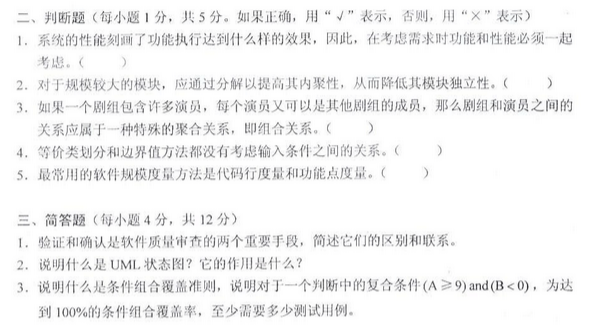 二、判断题（每小题 1 分，共 5 分。如果正确，用“√”表示，否则，用“×”表示）
1．系统的性能刻画了功能执行达到什么样的效果，因此，在考虑需求时功能和性能必须一起
考虑。（　　）
2．对于规模较大的模块，应通过分解以提高其内聚性，从而降低其模块独立性。（　　）
3．如果一个剧组包含许多演员，每个演员又可以是其他剧组的成员，那么剧组和演员之间的
关系应属于一种特殊的聚合关系，即组合关系。（　　）
4．等价类划分和边界值方法都没有考虑输入条件之间的关系。（　　）
5．最常用的软件规模度量方法是代码行度量和功能点度量。（　　）
三、简答题（每小题 4 分，共 12 分）
1．验证和确认是软件质量审查的两个重要手段，简述它们的区别和联系。
2．说明什么是 UML 状态图？它的作用是什么？
3．说明什么是条件组合覆盖准则，说明对于一个判断中的复合条件(A≥9)and(B<0)，为达
到 100%的条件组合覆盖率，至少需要多少测试用例。